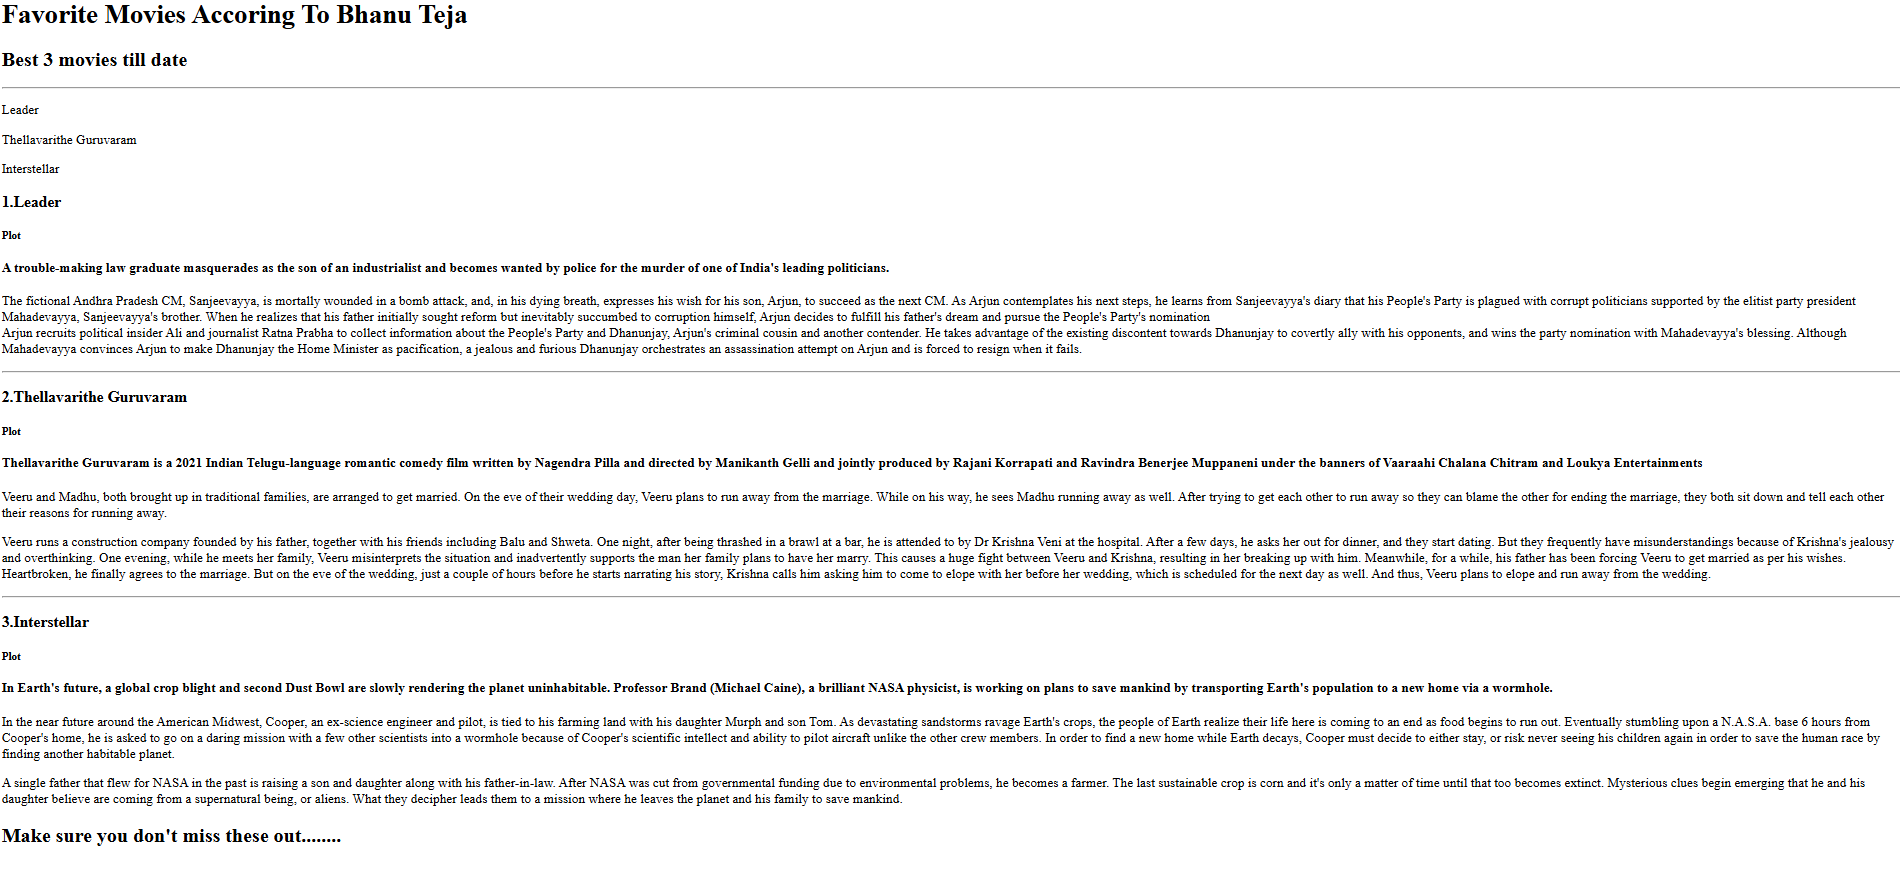 Favorite Movies Accoring To Bhanu Teja
Best 3 movies till date
Leader
Thellavarithe Guruvaram
Interstellar
1.Leader
Plot
A trouble-making law graduate masquerades as the son of an industrialist and becomes wanted by police for the murder of one of India's leading politicians.
The fictional Andhra Pradesh CM, Sanjeevayya, is mortally wounded in a bomb attack, and, in his dying breath, expresses his wish for his son, Arjun, to succeed as the next CM. As Arjun contemplates his next steps, he learns from Sanjeevayya's diary that his People's Party is plagued with corrupt politicians supported by the elitist party president
Mahadevayya, Sanjeevayya's brother. When he realizes that his father initially sought reform but inevitably succumbed to corruption himself, Arjun decides to fulfill his father's dream and pursue the People's Party's nomination
Arjun recruits political insider Ali and journalist Ratna Prabha to collect information about the People's Party and Dhanunjay, Arjun's criminal cousin and another contender. He takes advantage of the existing discontent towards Dhanunjay to covertly ally with his opponents, and wins the party nomination with Mahadevayya's blessing. Although
Mahadevayya convinces Arjun to make Dhanunjay the Home Minister as pacification, a jealous and furious Dhanunjay orchestrates an assassination attempt on Arjun and is forced to resign when it fails.
2.Thellavarithe Guruvaram
Plot
Thellavarithe Guruvaram is a 2021 Indian Telugu-language romantic comedy film written by Nagendra Pilla and directed by Manikanth Gelli and jointly produced by Rajani Korrapati and Ravindra Benerjee Muppaneni under the banners of Vaaraahi Chalana Chitram and Loukya Entertainments
Veeru and Madhu, both brought up in traditional families, are arranged to get married. On the eve of their wedding day, Veeru plans to run away from the marriage. While on his way, he sees Madhu running away as well. After trying to get each other to run away so they can blame the other for ending the marriage, they both sit down and tell each other
their reasons for running away.
Veeru runs a construction company founded by his father, together with his friends including Balu and Shweta. One night, after being thrashed in a brawl at a bar, he is attended to by Dr Krishna Veni at the hospital. After a few days, he asks her out for dinner, and they start dating. But they frequently have misunderstandings because of Krishna's jealousy
and overthinking. One evening, while he meets her family, Veeru misinterprets the situation and inadvertently supports the man her family plans to have her marry. This causes a huge fight between Veeru and Krishna, resulting in her breaking up with him. Meanwhile, for a while, his father has been forcing Veeru to get married as per his wishes.
Heartbroken, he finally agrees to the marriage. But on the eve of the wedding, just a couple of hours before he starts narrating his story, Krishna calls him asking him to come to elope with her before her wedding, which is scheduled for the next day as well. And thus, Veeru plans to elope and run away from the wedding.
3.Interstellar
Plot
In Earth's future, a global crop blight and second Dust Bowl are slowly rendering the planet uninhabitable. Professor Brand (Michael Caine), a brilliant NASA physicist, is working on plans to save mankind by transporting Earth's population to a new home via a wormhole.
In the near future around the American Midwest, Cooper, an ex-science engineer and pilot, is tied to his farming land with his daughter Murph and son Tom. As devastating sandstorms ravage Earth's crops, the people of Earth realize their life here is coming to an end as food begins to run out. Eventually stumbling upon a N.A.S.A. base 6 hours from
Cooper's home, he is asked to go on a daring mission with a few other scientists into a wormhole because of Cooper's scientific intellect and ability to pilot aircraft unlike the other crew members. In order to find a new home while Earth decays, Cooper must decide to either stay, or risk never seeing his children again in order to save the human race by
finding another habitable planet.
A single father that flew for NASA in the past is raising a son and daughter along with his father-in-law. After NASA was cut from governmental funding due to environmental problems, he becomes a farmer. The last sustainable crop is corn and it's only a matter of time until that too becomes extinct. Mysterious clues begin emerging that he and his
daughter believe are coming from a supernatural being, or aliens. What they decipher leads them to a mission where he leaves the planet and his family to save mankind.
Make sure you don't miss these out........